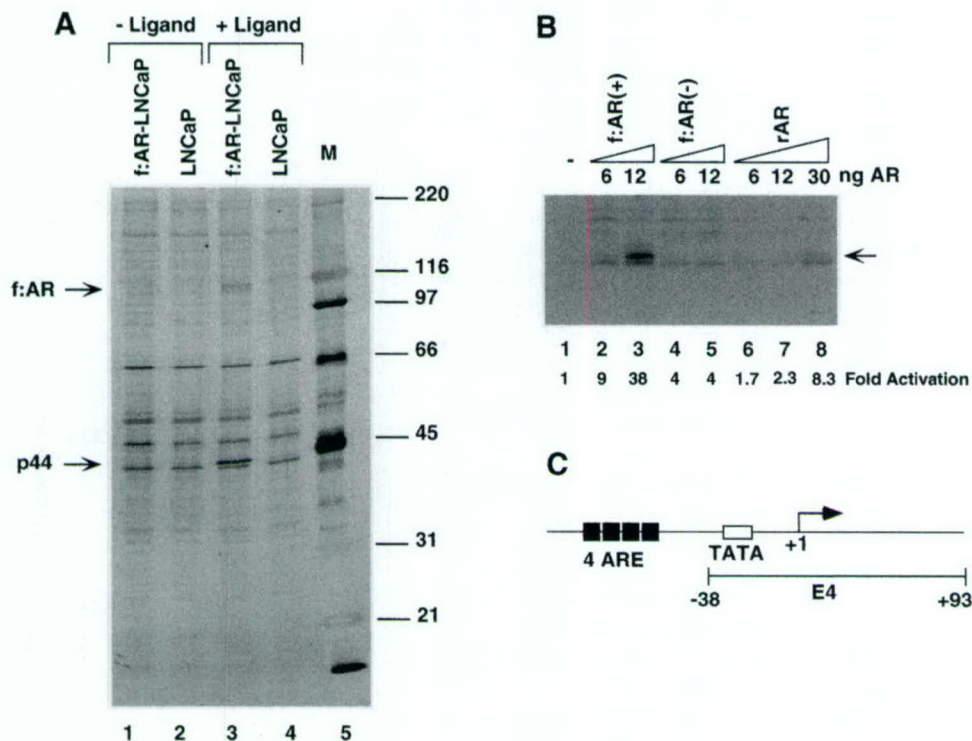 A
- Ligand
+ Ligand
f:AR-LNCaP
LNCaP
f:AR-LNCaP
LNCaP
M
220
116
f:AR
97
66
45
p44
31
21
1 2 3 4 5
B
f:AR(+)
f:AR(-)
rAR
- 6 12 6 12 6 12 30 ng AR
1 2 3 4 5 6 7 8
1 9 38 4 4 1.7 2.3 8.3 Fold Activation
C
4 ARE
TATA
+1
E4
-38
+93